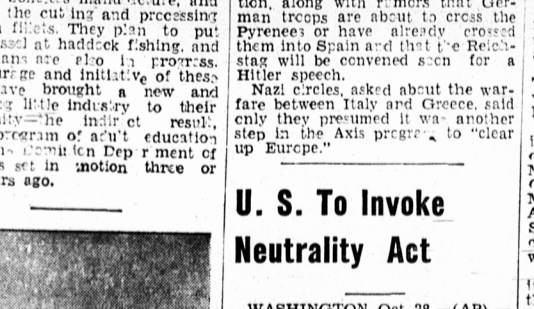 the cutting and processing
fillets. They plan to put
vessel at haddock fishing, and
plans are also in progress.
and initiative of these
have brought a new and
little industry to their
the indirect result,
program of adult education
Dominion Department of
set in motion three or
rs ago.
tion, along with rumors that Ger-
man troops are about to cross the
Pyrenees or have already crossed
them into Spain and that the Reich-
stag will be convened soon for a
Hitler speech.
Nazi circles, asked about the war-
fare between Italy and Greece, said
only they presumed it was another
step in the Axis program to "clear
up Europe."
U. S. To Invoke
Neutrality Act
WASHINGTON, Oct. 28 —(AP)—